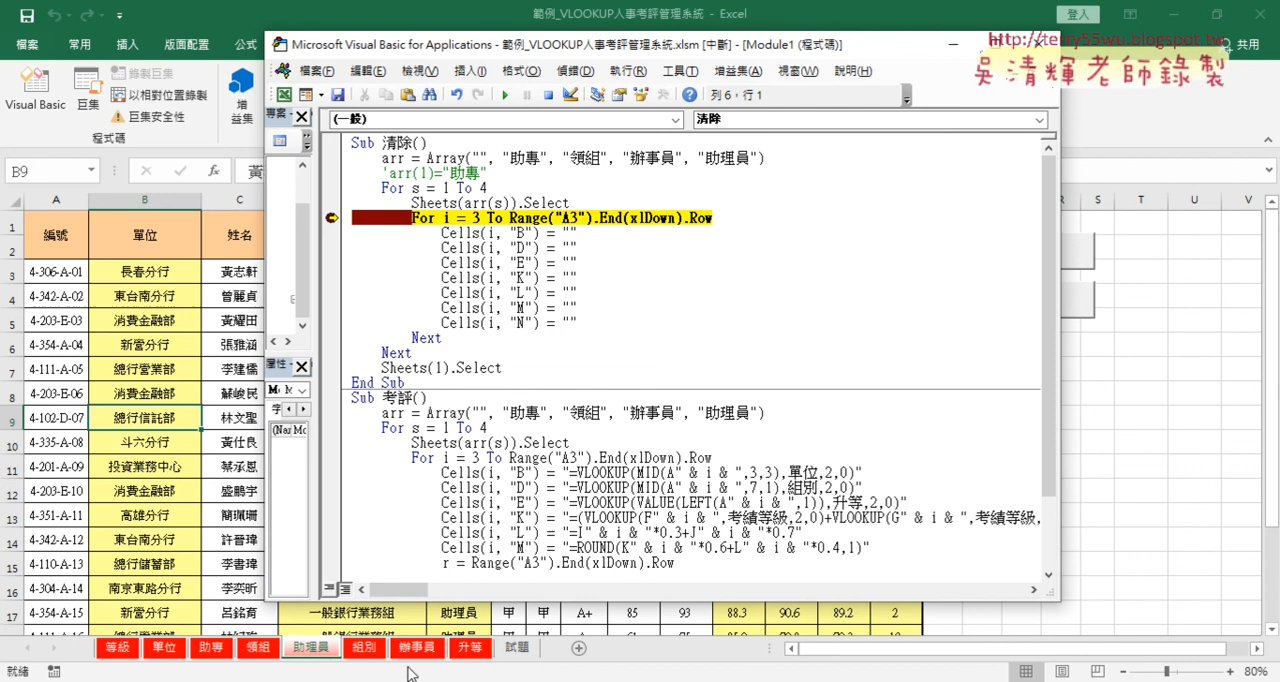 範例_VLOOKUP人事考評管理系統 - Excel
登入
檔案 常用 插入 版面配置 公式
共用
http://terry55wu.blogspot.tw
吳清輝老師錄製
Visual Basic 巨集
錄製巨集
以相對位置錄製
巨集安全性
增益集
程式碼
Microsoft Visual Basic for Applications - 範例_VLOOKUP人事考評管理系統.xlsm [中斷] - [Module1 (程式碼)]
檔案(F) 編輯(E) 檢視(V) 插入(I) 格式(O) 偵錯(D) 執行(R) 工具(T) 增益集(A) 視窗(W) 說明(H)
列 6，行 1
專案 -
(一般) 清除
屬性 -
B9 fx
Sub 清除()
arr = Array("", "助專", "領組", "辦事員", "助理員")
'arr(1)="助專"
For s = 1 To 4
Sheets(arr(s)).Select
For i = 3 To Range("A3").End(xlDown).Row
Cells(i, "B") = ""
Cells(i, "D") = ""
Cells(i, "E") = ""
Cells(i, "K") = ""
Cells(i, "L") = ""
Cells(i, "M") = ""
Cells(i, "N") = ""
Next
Next
Sheets(1).Select
End Sub
Sub 考評()
arr = Array("", "助專", "領組", "辦事員", "助理員")
For s = 1 To 4
Sheets(arr(s)).Select
For i = 3 To Range("A3").End(xlDown).Row
Cells(i, "B") = "=VLOOKUP(MID(A" & i & ",3,3),單位,2,0)"
Cells(i, "D") = "=VLOOKUP(MID(A" & i & ",7,1),組別,2,0)"
Cells(i, "E") = "=VLOOKUP(VALUE(LEFT(A" & i & ",1)),升等,2,0)"
Cells(i, "K") = "=(VLOOKUP(F" & i & ",考績等級,2,0)+VLOOKUP(G" & i & ",考績等級,
Cells(i, "L") = "=I" & i & "*0.3+J" & i & "*0.7"
Cells(i, "M") = "=ROUND(K" & i & "*0.6+L" & i & "*0.4,1)"
r = Range("A3").End(xlDown).Row
A B C R S T U V
1 編號 單位 姓名
2
3 4-306-A-01 長春分行 黃志軒
4 4-342-A-02 東台南分行 曾麗貞
5 4-203-E-03 消費金融部 黃耀田
6 4-354-A-04 新營分行 張雅涵
7 4-111-A-05 總行營業部 李建儒
8 4-203-E-06 消費金融部 蘇峻民
9 4-102-D-07 總行信託部 林文聖
10 4-335-A-08 斗六分行 黃仕良
11 4-201-A-09 投資業務中心 蔡承恩
12 4-203-E-10 消費金融部 盛鵬宇
13 4-351-A-11 高雄分行 簡珮珊
14 4-342-A-12 東台南分行 許晉瑋
15 4-110-A-13 總行儲蓄部 李書瑋
16 4-304-A-14 南京東路分行 李奕昕
17 4-354-A-15 新營分行 呂銘育 一般銀行業務組 助理員 甲 甲 A+ 85 93 88.3 90.6 89.2 2
等級 單位 助專 領組 助理員 組別 辦事員 升等 試題
就緒 80%